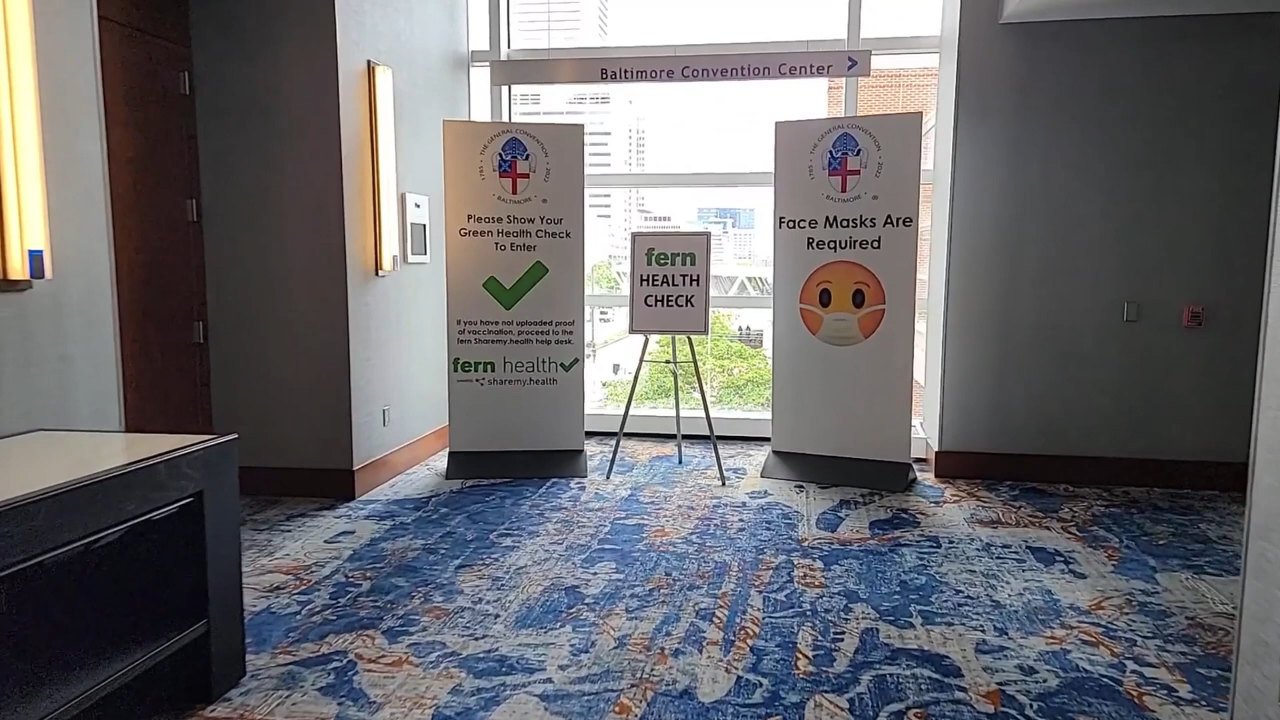 Baltimore Convention Center >
THE GENERAL CONVENTION
1785 • 2022
• BALTIMORE •
Please Show Your
Green Health Check
To Enter
If you have not uploaded proof
of vaccination, proceed to the
fern Sharemy.health help desk.
fern health
sharemy.health
fern
HEALTH
CHECK
THE GENERAL CONVENTION
1785 • 2022
• BALTIMORE •
Face Masks Are
Required